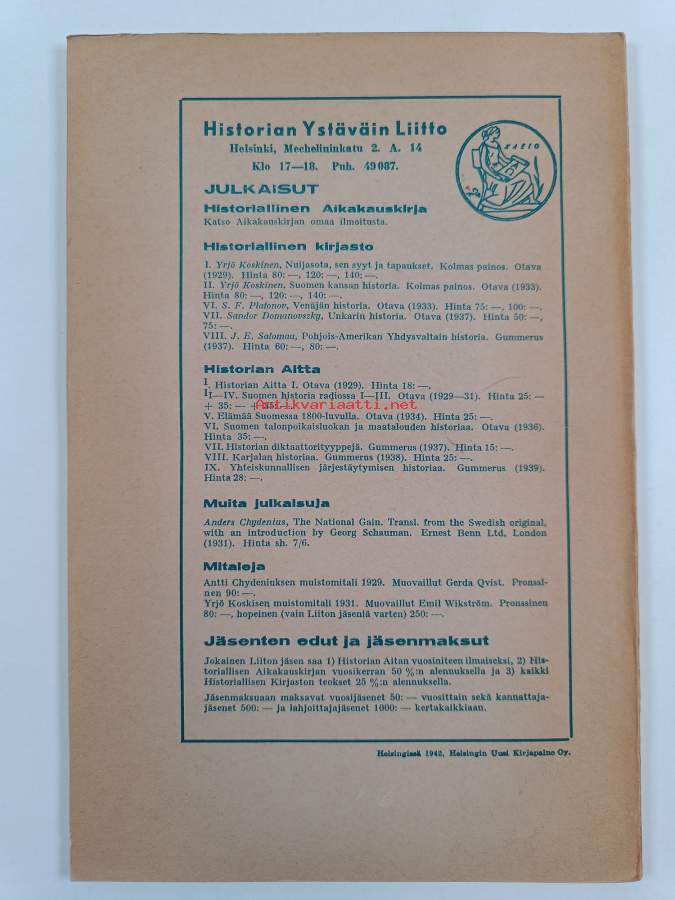 Historian Ystäväin Liitto
Helsinki, Mechelininkatu 2. A. 14
Klo 17—18. Puh. 49087.
KLEIO
JULKAISUT
Historiallinen Aikakauskirja
Katso Aikakauskirjan omaa ilmoitusta.
Historiallinen kirjasto
I. Yrjö Koskinen, Nuijasota, sen syyt ja tapaukset. Kolmas painos. Otava
(1929). Hinta 80: —, 120: —, 140: —.
II. Yrjö Koskinen, Suomen kansan historia. Kolmas painos. Otava (1933).
Hinta 80: —, 120: —, 140: —.
VI. S. F. Platonov, Venäjän historia. Otava (1933). Hinta 75: —, 100: —.
VII. Sandor Domanovszky, Unkarin historia. Otava (1937). Hinta 50: —,
75: —.
VIII. J. E. Salomaa, Pohjois-Amerikan Yhdysvaltain historia. Gummerus
(1937). Hinta 60: —, 80: —.
Historian Aitta
I. Historian Aitta I. Otava (1929). Hinta 18: —.
II—IV. Suomen historia radiossa I—III. Otava (1929—31). Hinta 25: —
+ 35: — + 35: —.
antikvariaatti.net
V. Elämää Suomessa 1800-luvulla. Otava (1934). Hinta 25: —.
VI. Suomen talonpoikaisluokan ja maatalouden historiaa. Otava (1936).
Hinta 35: —.
VII. Historian diktaattorityyppejä. Gummerus (1937). Hinta 15: —.
VIII. Karjalan historiaa. Gummerus (1938). Hinta 25: —.
IX. Yhteiskunnallisen järjestäytymisen historiaa. Gummerus (1939).
Hinta 28: —.
Muita julkaisuja
Anders Chydenius, The National Gain. Transl. from the Swedish original,
with an introduction by Georg Schauman. Ernest Benn Ltd, London
(1931). Hinta sh. 7/6.
Mitaleja
Antti Chydeniuksen muistomitali 1929. Muovaillut Gerda Qvist. Pronssi-
nen 90: —.
Yrjö Koskisen muistomitali 1931. Muovaillut Emil Wikström. Pronssinen
80: —, hopeinen (vain Liiton jäseniä varten) 250: —.
Jäsenten edut ja jäsenmaksut
Jokainen Liiton jäsen saa 1) Historian Aitan vuosiniteen ilmaiseksi, 2) His-
toriallisen Aikakauskirjan vuosikerran 50 %:n alennuksella ja 3) kaikki
Historiallisen Kirjaston teokset 25 %:n alennuksella.
Jäsenmaksuaan maksavat vuosijäsenet 50: — vuosittain sekä kannattaja-
jäsenet 500: — ja lahjoittajajäsenet 1000: — kertakaikkiaan.
Helsingissä 1942, Helsingin Uusi Kirjapaino Oy.